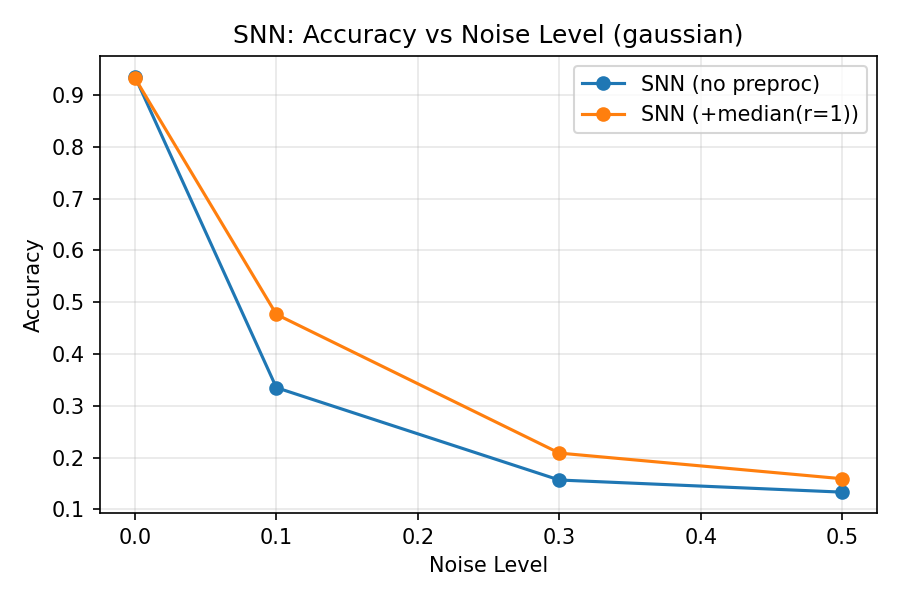 SNN: Accuracy vs Noise Level (gaussian)
SNN (no preproc)
SNN (+median(r=1))
Accuracy
0.9
0.8
0.7
0.6
0.5
0.4
0.3
0.2
0.1
0.0 0.1 0.2 0.3 0.4 0.5
Noise Level